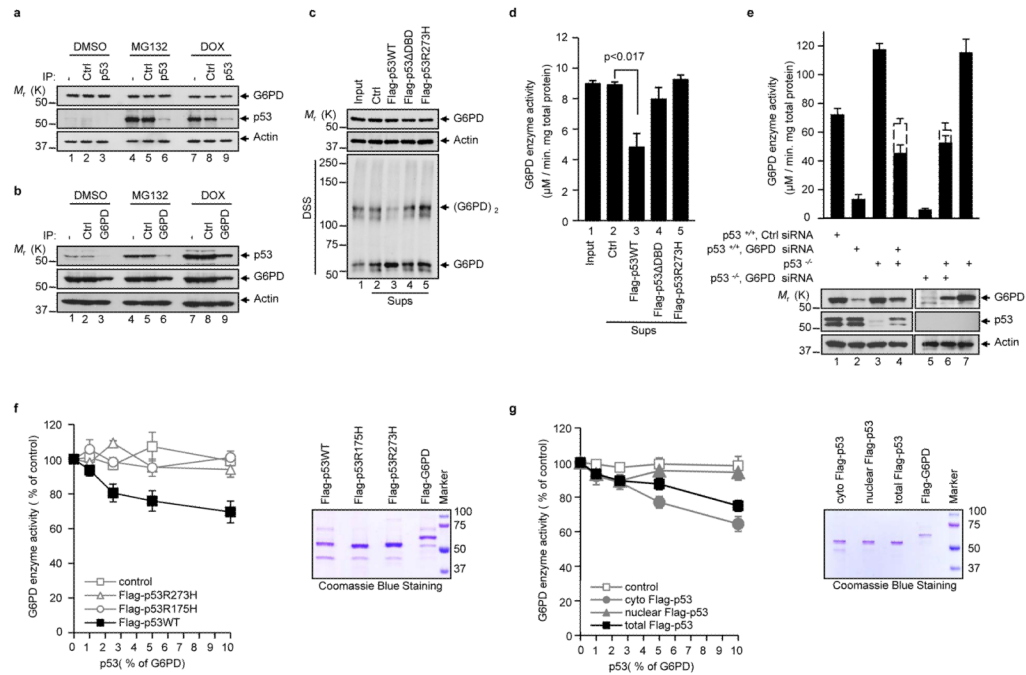 a
DMSO MG132 DOX
IP: - Ctrl p53 - Ctrl p53 - Ctrl p53
Mr (K)
50 G6PD
50 p53
37 Actin
1 2 3 4 5 6 7 8 9
b
DMSO MG132 DOX
IP: - Ctrl G6PD - Ctrl G6PD - Ctrl G6PD
Mr (K)
50 p53
50 G6PD
37 Actin
1 2 3 4 5 6 7 8 9
c
Input Ctrl Flag-p53WT Flag-p53ΔDBD Flag-p53R273H
Mr (K)
50 G6PD
37 Actin
DSS
250
150
(G6PD) 2
100
75
50 G6PD
1 2 3 4 5
Sups
d
G6PD enzyme activity
(μM / min. mg total protein)
12
10
8
6
4
2
0
p<0.017
1 2 3 4 5
Input Ctrl Flag-p53WT Flag-p53ΔDBD Flag-p53R273H
Sups
e
G6PD enzyme activity
(μM / min. mg total protein)
120
100
80
60
40
20
0
p53 +/+, Ctrl siRNA +
p53 +/+, G6PD siRNA + +
p53 -/- + + + +
p53 -/-, G6PD siRNA + +
Mr (K)
50 G6PD
50 p53
37 Actin
1 2 3 4 5 6 7
f
G6PD enzyme activity ( % of control)
120
100
80
60
40
20
0
control
Flag-p53R273H
Flag-p53R175H
Flag-p53WT
0 1 2 3 4 5 6 7 8 9 10
p53( % of G6PD)
Flag-p53WT Flag-p53R175H Flag-p53R273H Flag-G6PD Marker
100
75
50
37
Coomassie Blue Staining
g
G6PD enzyme activity ( % of control)
120
100
80
60
40
20
0
control
cyto Flag-p53
nuclear Flag-p53
total Flag-p53
0 1 2 3 4 5 6 7 8 9 10
p53( % of G6PD)
cyto Flag-p53 nuclear Flag-p53 total Flag-p53 Flag-G6PD Marker
100
75
50
37
Coomassie Blue Staining